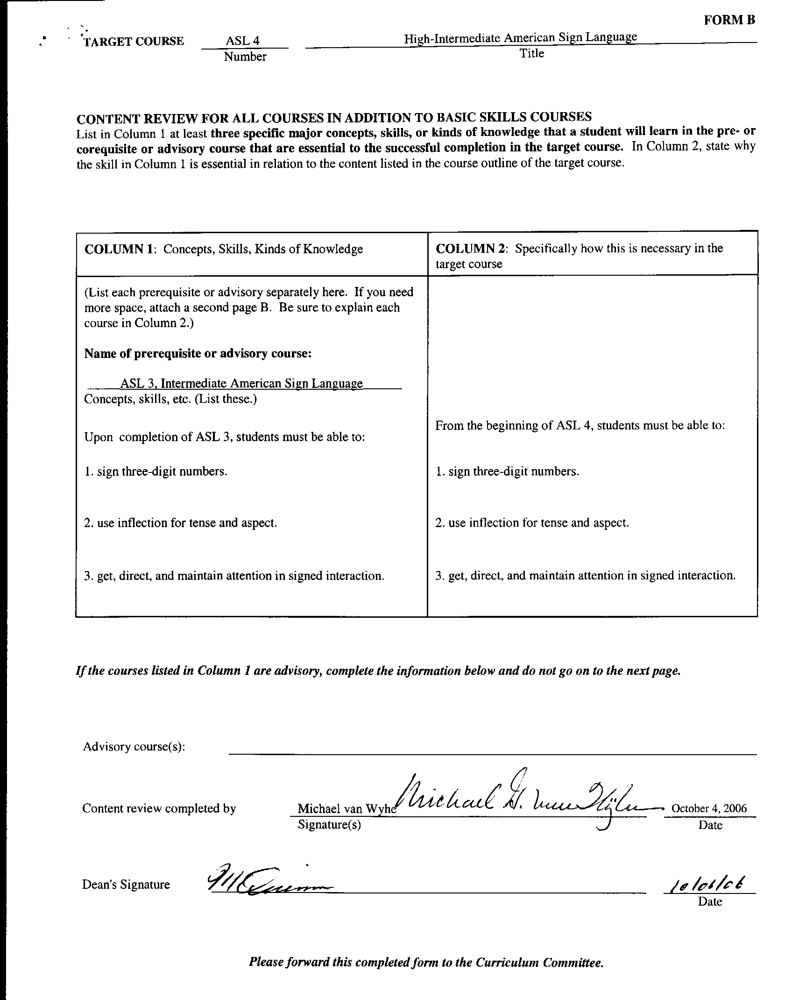 FORM B
TARGET COURSE ASL 4 High-Intermediate American Sign Language
Number Title
CONTENT REVIEW FOR ALL COURSES IN ADDITION TO BASIC SKILLS COURSES
List in Column 1 at least three specific major concepts, skills, or kinds of knowledge that a student will learn in the pre- or
corequisite or advisory course that are essential to the successful completion in the target course. In Column 2, state why
the skill in Column 1 is essential in relation to the content listed in the course outline of the target course.
COLUMN 1: Concepts, Skills, Kinds of Knowledge
COLUMN 2: Specifically how this is necessary in the
target course
(List each prerequisite or advisory separately here. If you need
more space, attach a second page B. Be sure to explain each
course in Column 2.)
Name of prerequisite or advisory course:
ASL 3, Intermediate American Sign Language
Concepts, skills, etc. (List these.)
Upon completion of ASL 3, students must be able to:
1. sign three-digit numbers.
2. use inflection for tense and aspect.
3. get, direct, and maintain attention in signed interaction.
From the beginning of ASL 4, students must be able to:
1. sign three-digit numbers.
2. use inflection for tense and aspect.
3. get, direct, and maintain attention in signed interaction.
If the courses listed in Column 1 are advisory, complete the information below and do not go on to the next page.
Advisory course(s):
Content review completed by Michael van Wyhe Michael October 4, 2006
Signature(s) Date
Dean's Signature
Date
Please forward this completed form to the Curriculum Committee.